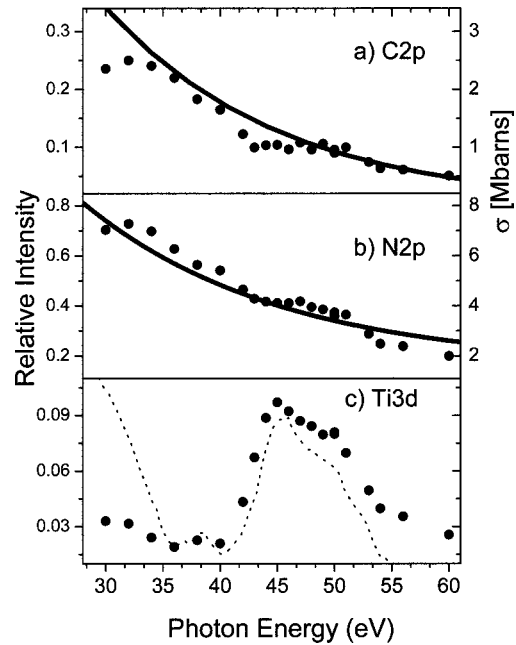 0.3
0.2
0.1
a) C2p
3
2
1
0.8
0.6
0.4
0.2
b) N2p
8
6
4
2
0.09
0.06
0.03
c) Ti3d
Relative Intensity
σ [Mbarns]
30 35 40 45 50 55 60
Photon Energy (eV)